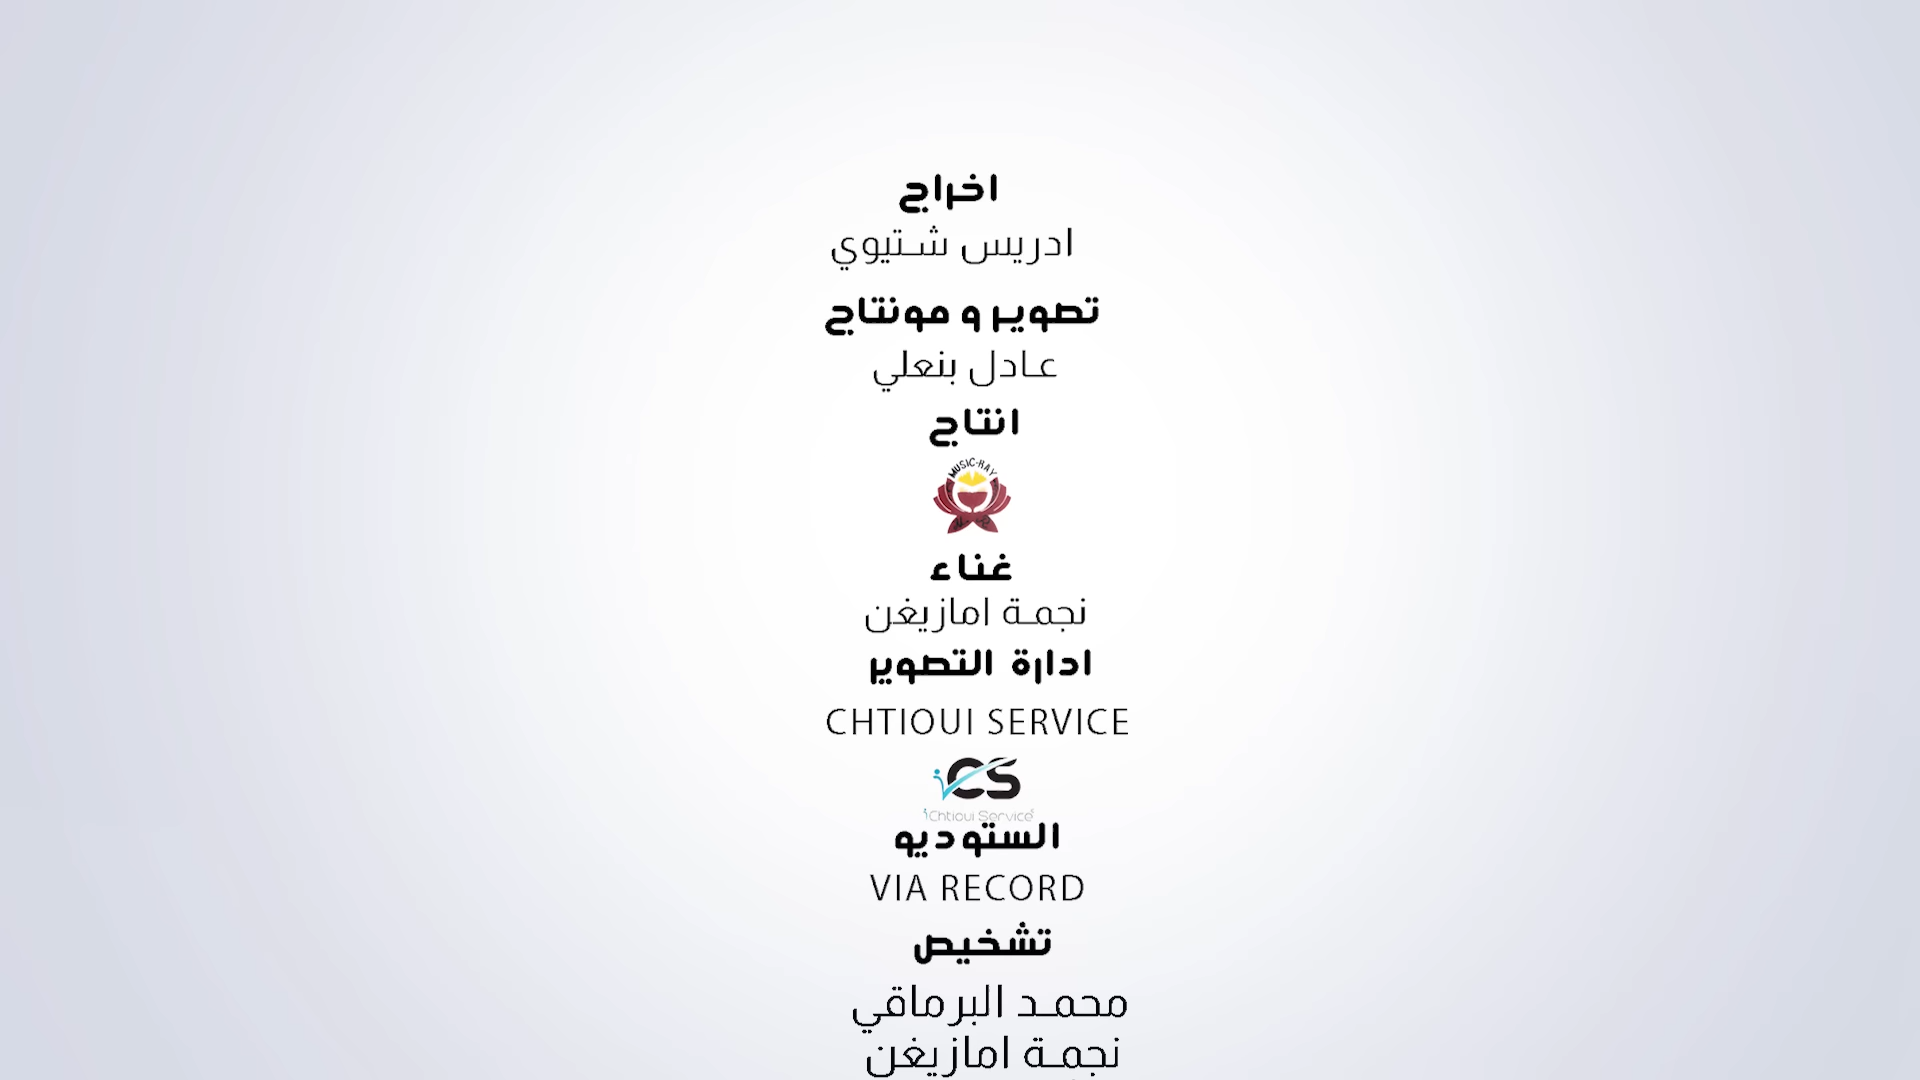 اخراج
ادريس شتيوي
تصوير و مونتاج
عادل بنعلي
انتاج
MUSIC-RAY
غناء
نجمة امازيغن
ادارة التصوير
CHTIOUI SERVICE
CS
Chtioui Service
الستوديو
VIA RECORD
تشخيص
محمد البرماقي
نجمة امازيغن